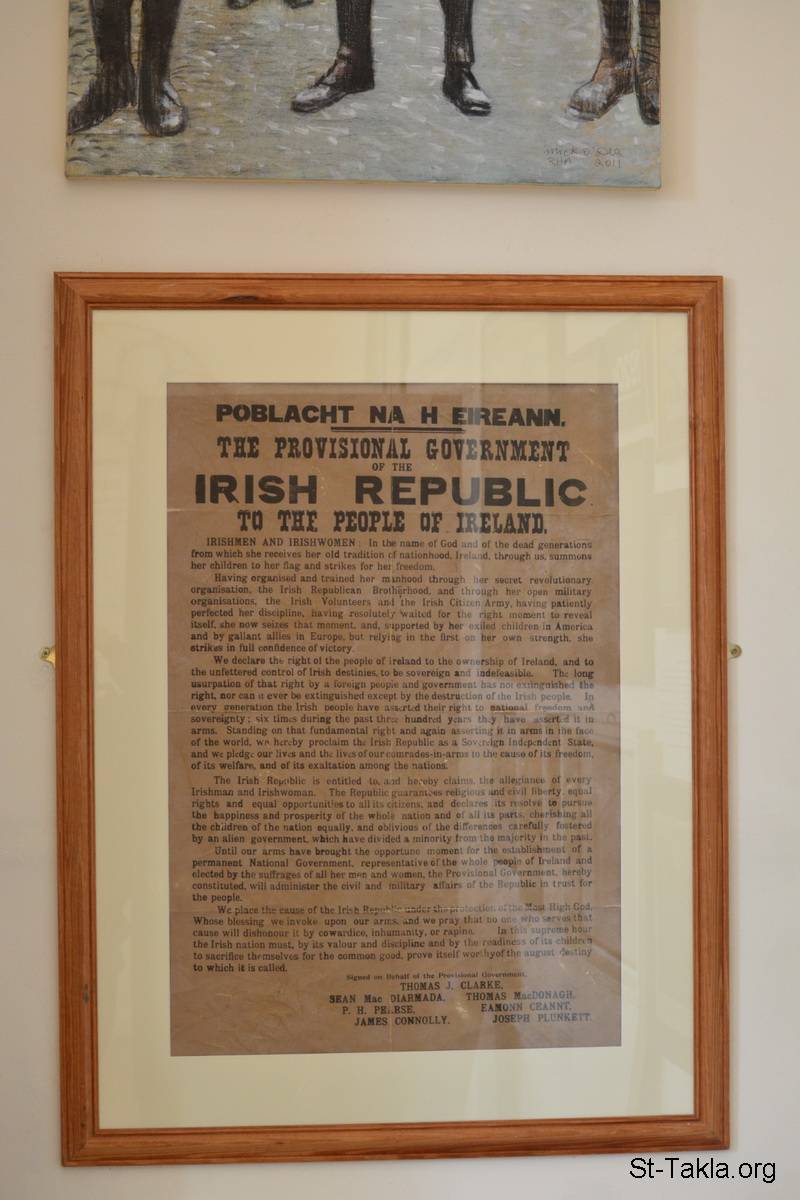 Mick O'Dea
RHA 2011
POBLACHT NA H EIREANN.
THE PROVISIONAL GOVERNMENT
OF THE
IRISH REPUBLIC
TO THE PEOPLE OF IRELAND.
IRISHMEN AND IRISHWOMEN: In the name of God and of the dead generations
from which she receives her old tradition of nationhood, Ireland, through us, summons
her children to her flag and strikes for her freedom.
Having organised and trained her manhood through her secret revolutionary
organisation, the Irish Republican Brotherhood, and through her open military
organisations, the Irish Volunteers and the Irish Citizen Army, having patiently
perfected her discipline, having resolutely waited for the right moment to reveal
itself, she now seizes that moment, and, supported by her exiled children in America
and by gallant allies in Europe, but relying in the first on her own strength, she
strikes in full confidence of victory.
We declare the right of the people of Ireland to the ownership of Ireland, and to
the unfettered control of Irish destinies, to be sovereign and indefeasible. The long
usurpation of that right by a foreign people and government has not extinguished the
right, nor can it ever be extinguished except by the destruction of the Irish people. In
every generation the Irish people have asserted their right to national freedom and
sovereignty; six times during the past three hundred years they have asserted it in
arms. Standing on that fundamental right and again asserting it in arms in the face
of the world, we hereby proclaim the Irish Republic as a Sovereign Independent State,
and we pledge our lives and the lives of our comrades-in-arms to the cause of its freedom,
of its welfare, and of its exaltation among the nations.
The Irish Republic is entitled to, and hereby claims, the allegiance of every
Irishman and Irishwoman. The Republic guarantees religious and civil liberty, equal
rights and equal opportunities to all its citizens, and declares its resolve to pursue
the happiness and prosperity of the whole nation and of all its parts, cherishing all
the children of the nation equally, and oblivious of the differences carefully fostered
by an alien government, which have divided a minority from the majority in the past.
Until our arms have brought the opportune moment for the establishment of a
permanent National Government, representative of the whole people of Ireland and
elected by the suffrages of all her men and women, the Provisional Government, hereby
constituted, will administer the civil and military affairs of the Republic in trust for
the people.
We place the cause of the Irish Republic under the protection of the Most High God,
Whose blessing we invoke upon our arms, and we pray that no one who serves that
cause will dishonour it by cowardice, inhumanity, or rapine. In this supreme hour
the Irish nation must, by its valour and discipline and by the readiness of its children
to sacrifice themselves for the common good, prove itself worthy of the august destiny
to which it is called.
Signed on Behalf of the Provisional Government,
THOMAS J. CLARKE,
SEAN Mac DIARMADA, THOMAS MacDONAGH,
P. H. PEARSE, EAMONN CEANNT,
JAMES CONNOLLY, JOSEPH PLUNKETT.
St-Takla.org